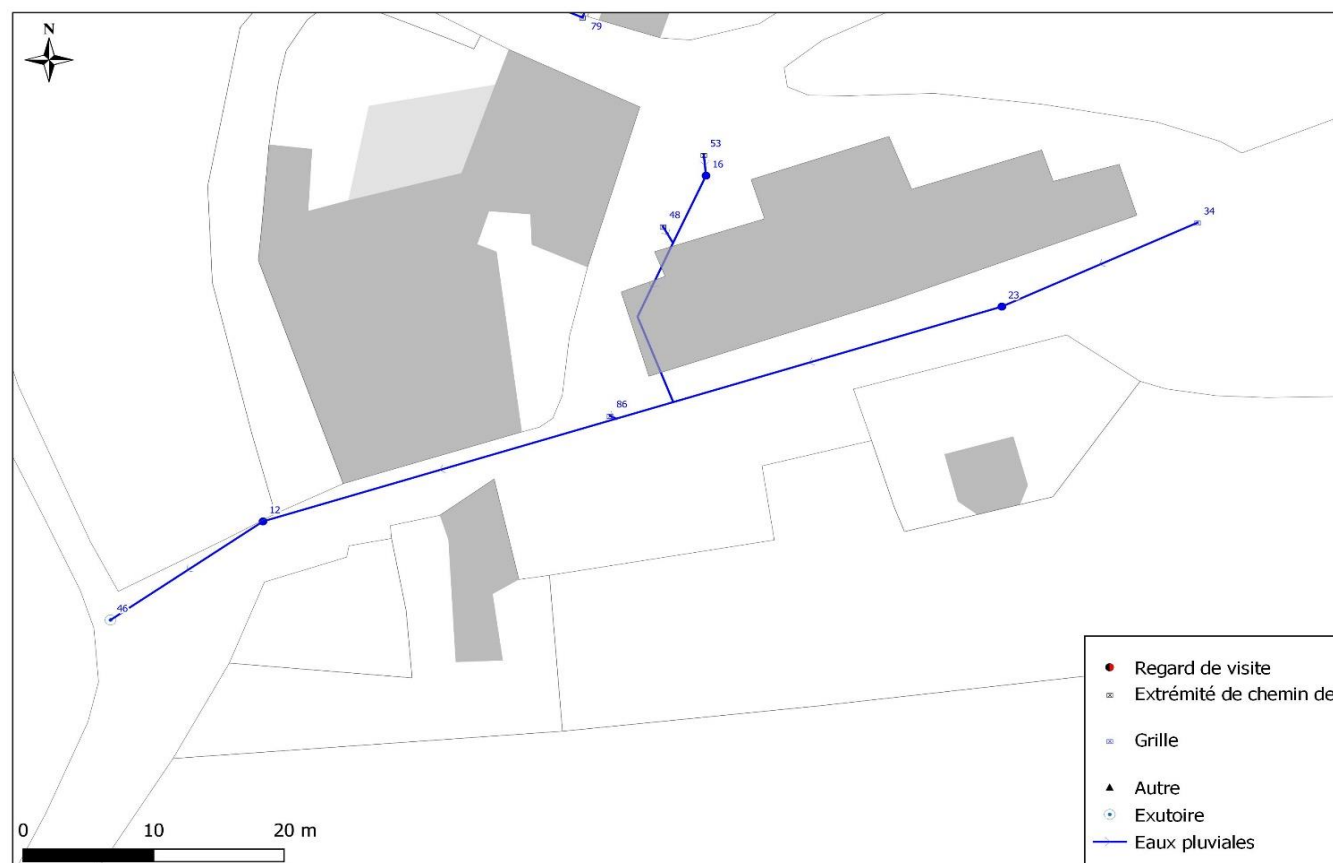 N
79
53
16
48
34
23
86
12
46
Regard de visite
Extrémité de chemin de
Grille
Autre
Exutoire
Eaux pluviales
0 10 20 m